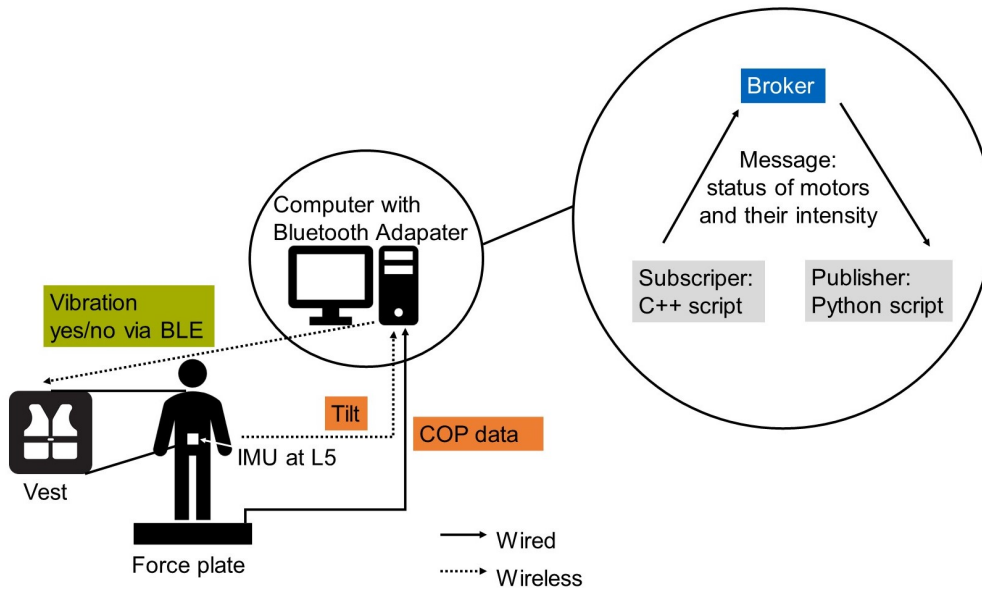 Broker
Message:
status of motors
and their intensity
Subscriper:
C++ script
Publisher:
Python script
Computer with
Bluetooth Adapater
Vibration
yes/no via BLE
Tilt
COP data
IMU at L5
Vest
Force plate
Wired
Wireless